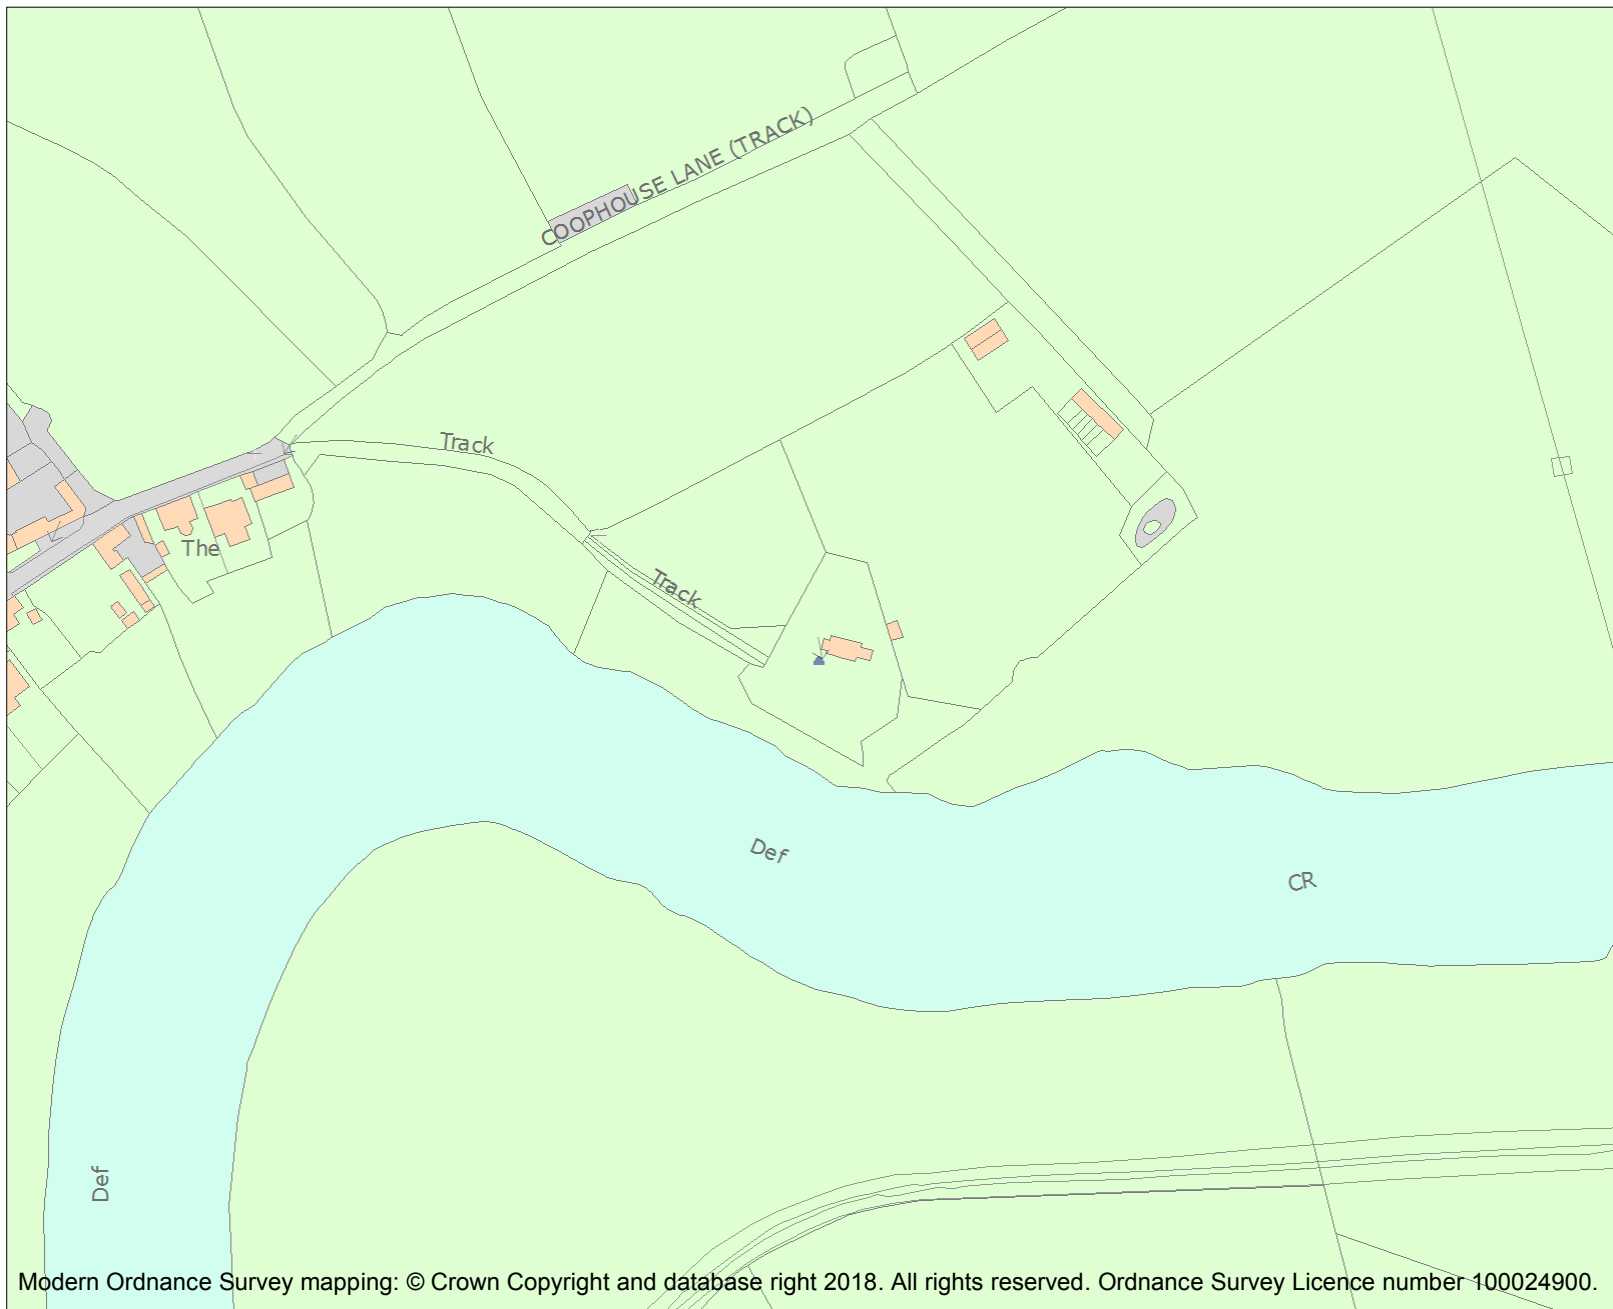 COOPHOUSE LANE (TRACK)
Track
The
Track
Def
CR
Def
Modern Ordnance Survey mapping: © Crown Copyright and database right 2018. All rights reserved. Ordnance Survey Licence number 100024900.